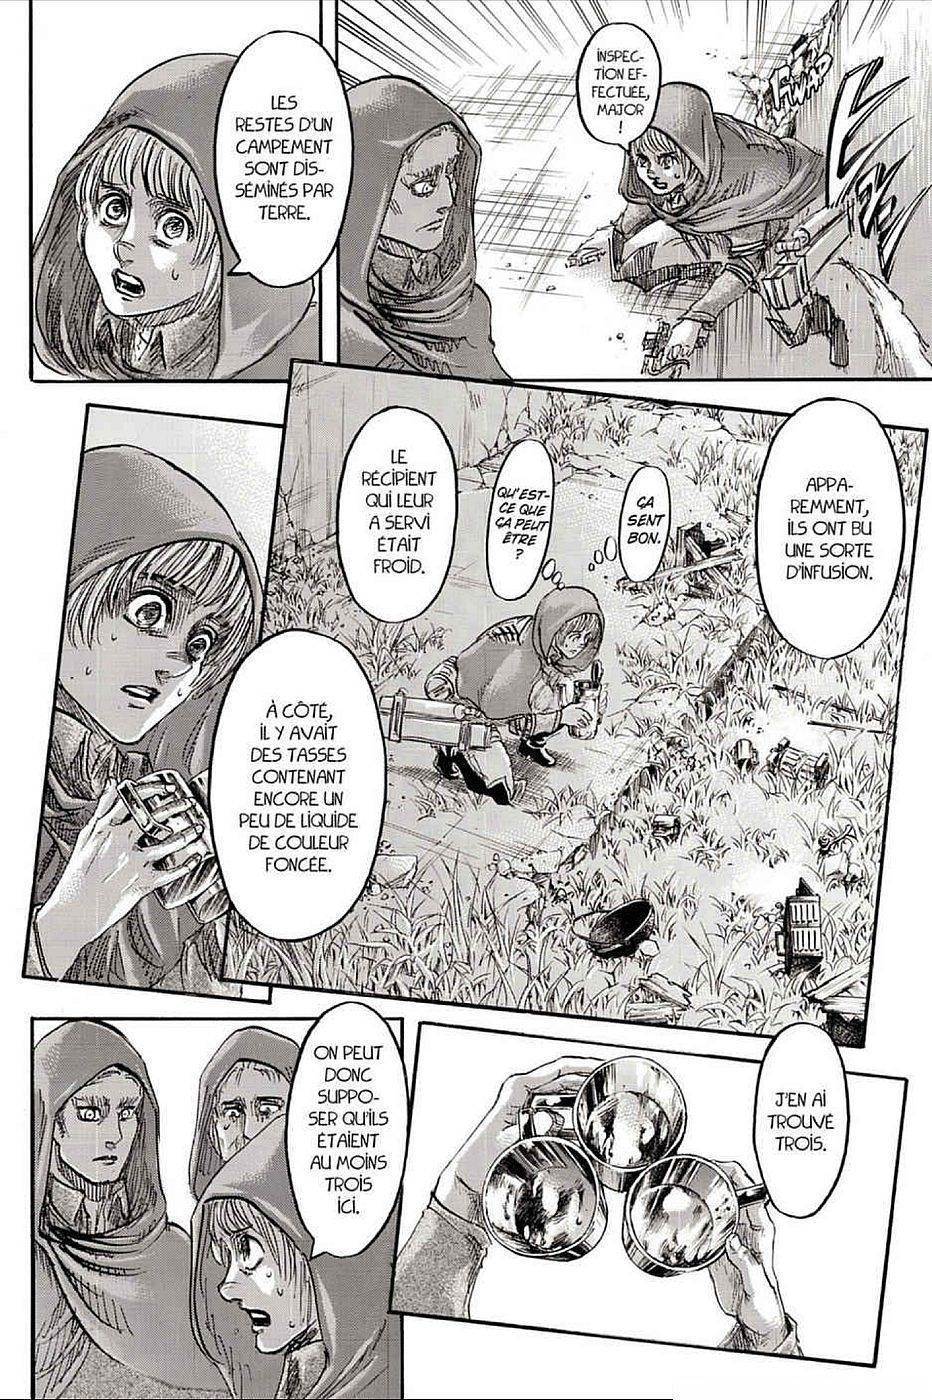 INSPEC-
TION EF-
FECTUÉE,
MAJOR
!
FWAP
LES
RESTES D'UN
CAMPEMENT
SONT DIS-
SÉMINÉS PAR
TERRE.
APPA-
REMMENT,
ILS ONT BU
UNE SORTE
D'INFUSION.
ÇA
SENT
BON.
QU'EST-
CE QUE
ÇA PEUT
ÊTRE
?
LE
RÉCIPIENT
QUI LEUR
A SERVI
ÉTAIT
FROID.
À CÔTÉ,
IL Y AVAIT
DES TASSES
CONTENANT
ENCORE UN
PEU DE LIQUIDE
DE COULEUR
FONCÉE.
J'EN AI
TROUVÉ
TROIS.
ON PEUT
DONC
SUPPO-
SER QU'ILS
ÉTAIENT
AU MOINS
TROIS
ICI.